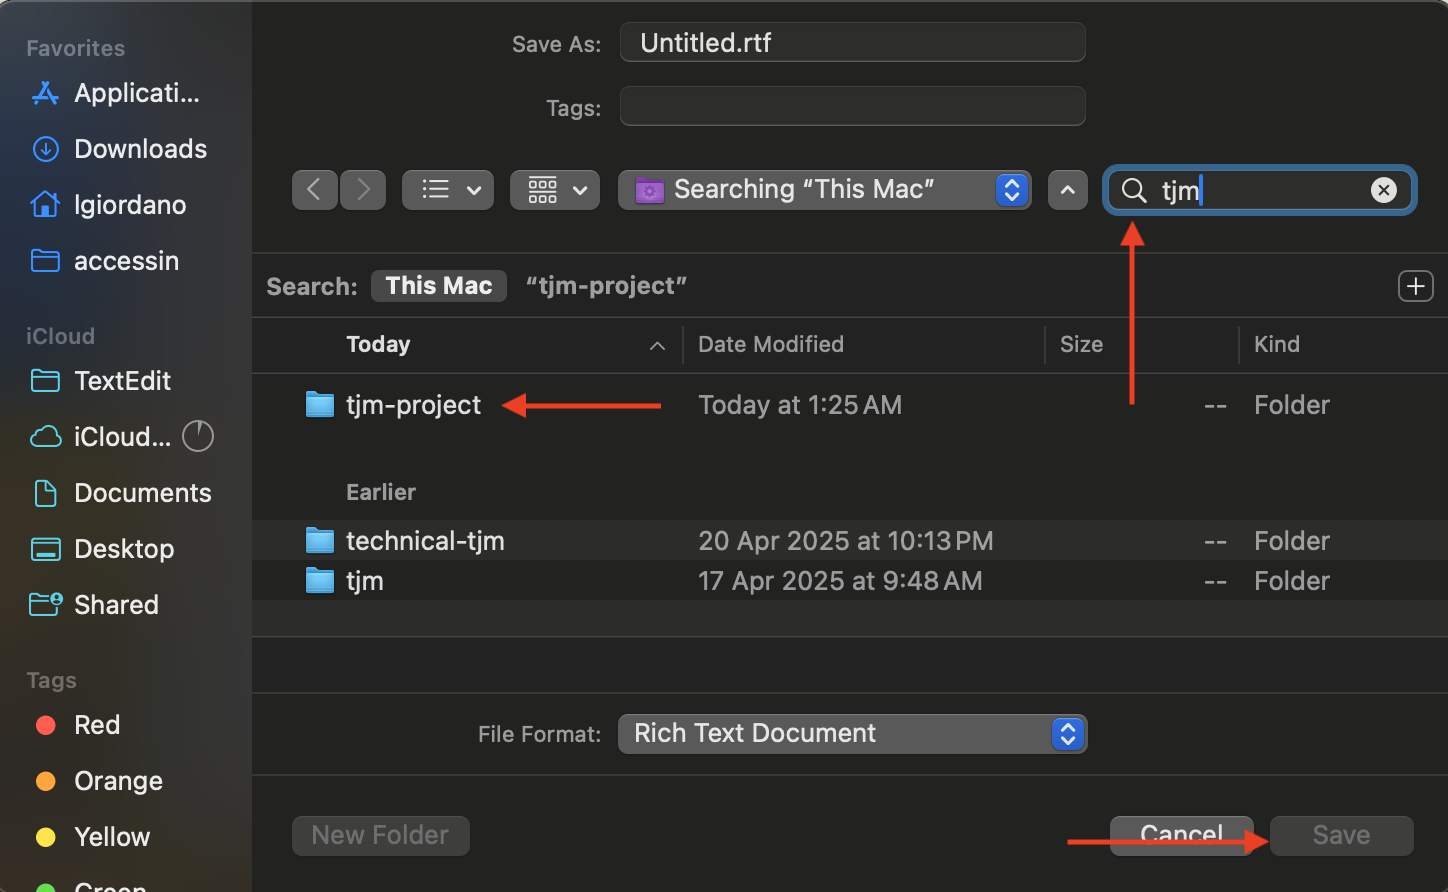 Favorites
Applicati...
Downloads
lgiordano
accessin
iCloud
TextEdit
iCloud...
Documents
Desktop
Shared
Tags
Red
Orange
Yellow
Green
Save As: Untitled.rtf
Tags:
Searching “This Mac” tjm
Search: This Mac “tjm-project”
Today Date Modified Size Kind
tjm-project Today at 1:25 AM -- Folder
Earlier
technical-tjm 20 Apr 2025 at 10:13 PM -- Folder
tjm 17 Apr 2025 at 9:48 AM -- Folder
File Format: Rich Text Document
New Folder Cancel Save